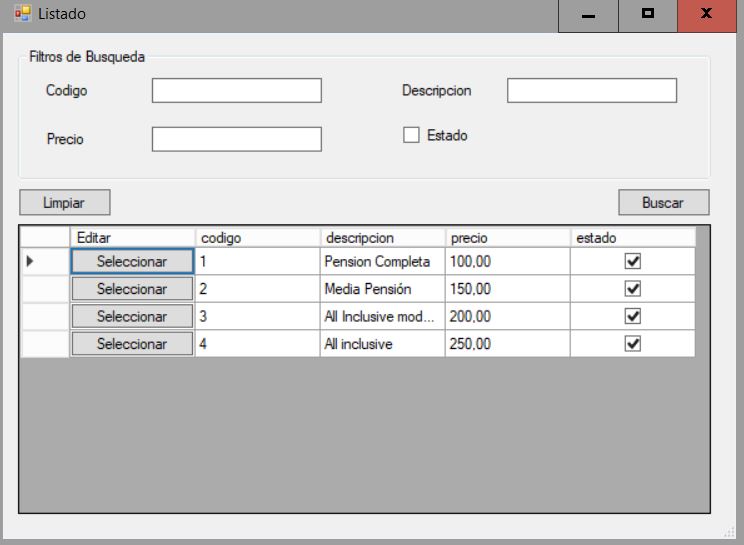 Listado
Filtros de Busqueda
Codigo Descripcion
Precio Estado
Limpiar Buscar
Editar codigo descripcion precio estado
Seleccionar 1 Pension Completa 100,00
Seleccionar 2 Media Pensión 150,00
Seleccionar 3 All Inclusive mod... 200,00
Seleccionar 4 All inclusive 250,00